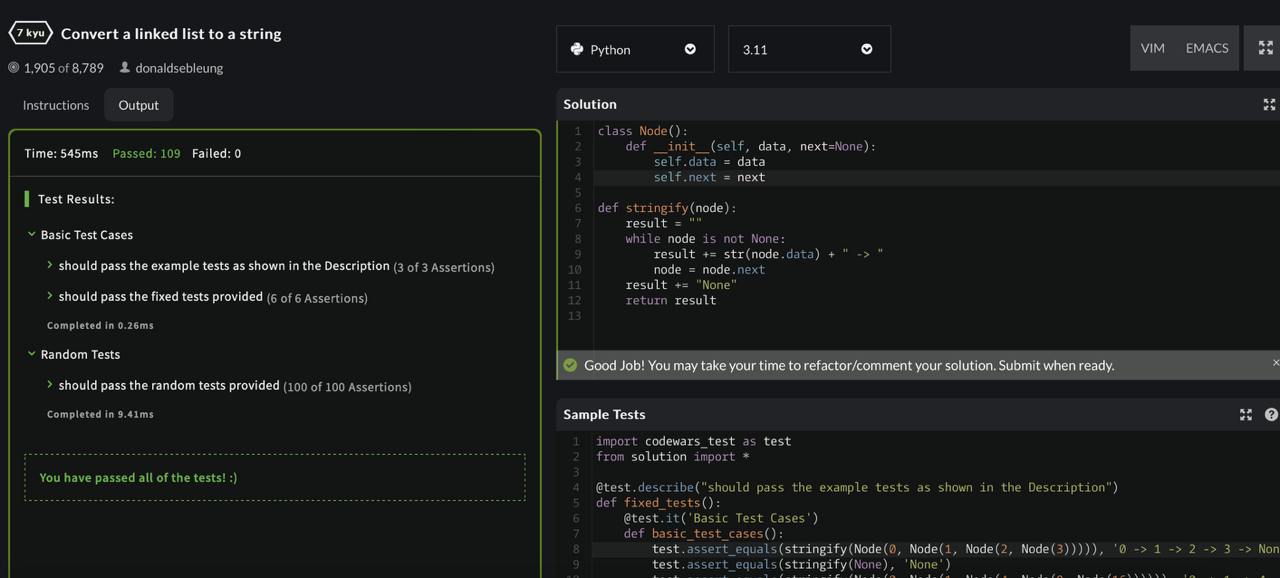 7 kyu Convert a linked list to a string
1,905 of 8,789 donaldsebleung
Instructions Output
Time: 545ms Passed: 109 Failed: 0
Test Results:
Basic Test Cases
should pass the example tests as shown in the Description (3 of 3 Assertions)
should pass the fixed tests provided (6 of 6 Assertions)
Completed in 0.26ms
Random Tests
should pass the random tests provided (100 of 100 Assertions)
Completed in 9.41ms
You have passed all of the tests! :)
Python 3.11 VIM EMACS
Solution
1 class Node():
2     def __init__(self, data, next=None):
3         self.data = data
4         self.next = next
5
6 def stringify(node):
7     result = ""
8     while node is not None:
9         result += str(node.data) + " -> "
10         node = node.next
11     result += "None"
12     return result
13
Good Job! You may take your time to refactor/comment your solution. Submit when ready. ×
Sample Tests ?
1 import codewars_test as test
2 from solution import *
3
4 @test.describe("should pass the example tests as shown in the Description")
5 def fixed_tests():
6     @test.it('Basic Test Cases')
7     def basic_test_cases():
8         test.assert_equals(stringify(Node(0, Node(1, Node(2, Node(3))))), '0 -> 1 -> 2 -> 3 -> Non
9         test.assert_equals(stringify(None), 'None')